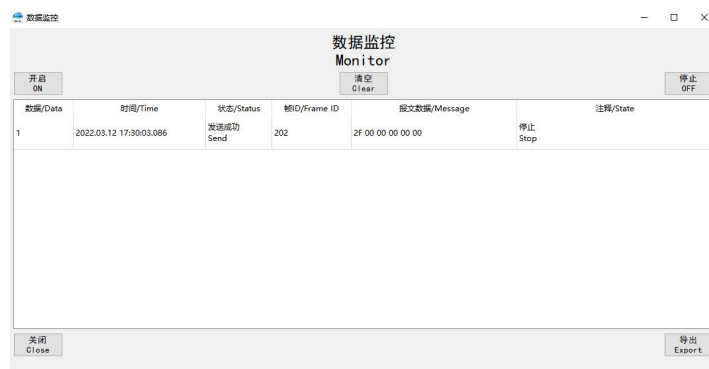 数据监控
数据监控
Monitor
开启
ON
清空
Clear
停止
OFF
数据/Data 时间/Time 状态/Status 帧ID/Frame ID 报文数据/Message 注释/State
1 2022.03.12 17:30:03.086 发送成功 Send 202 2F 00 00 00 00 00 停止 Stop
关闭
Close
导出
Export